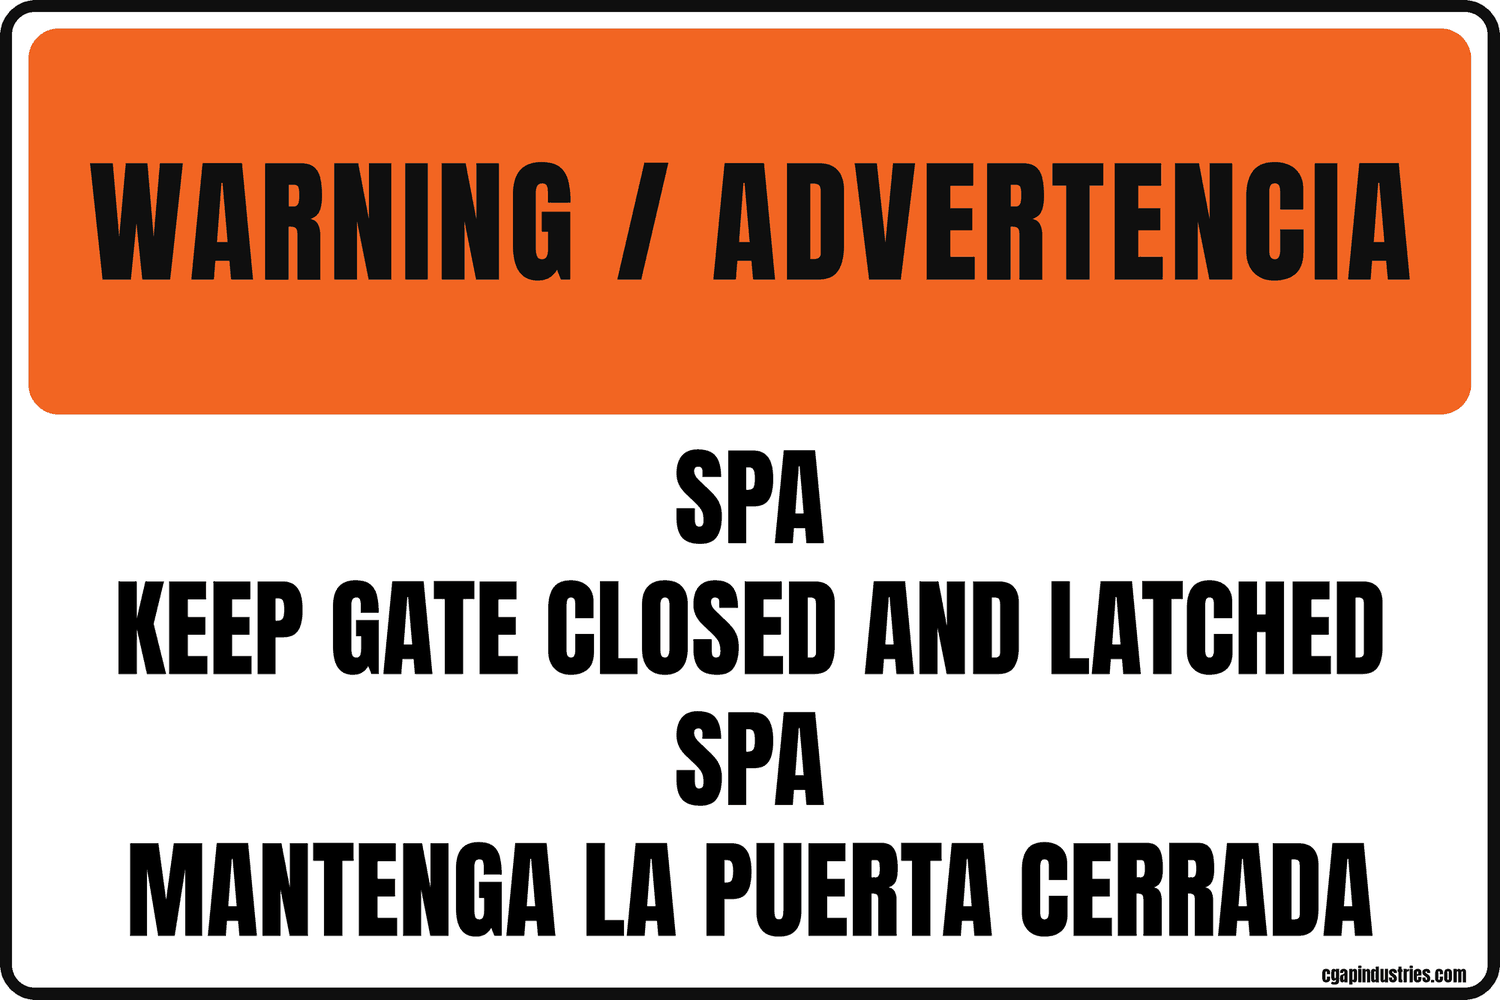 WARNING / ADVERTENCIA
SPA
KEEP GATE CLOSED AND LATCHED
SPA
MANTENGA LA PUERTA CERRADA
cgapindustries.com